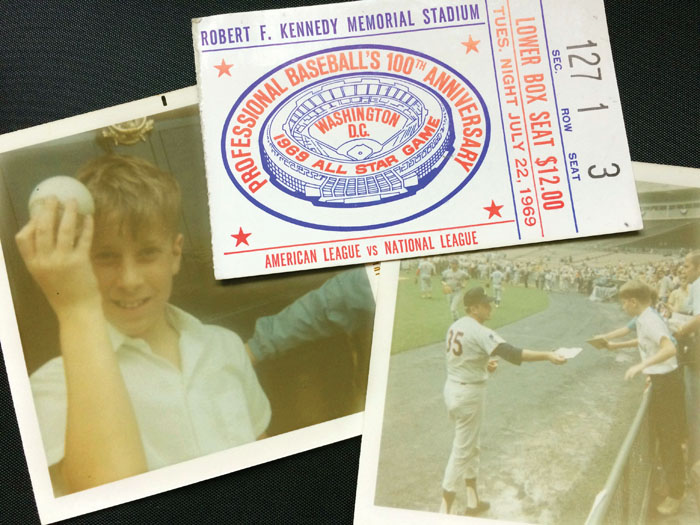 ROBERT F. KENNEDY MEMORIAL STADIUM
PROFESSIONAL BASEBALL'S 100TH ANNIVERSARY
WASHINGTON
D.C.
1969 ALL STAR GAME
AMERICAN LEAGUE vs NATIONAL LEAGUE
TUES. NIGHT JULY 22, 1969
LOWER BOX SEAT $12.00
SEC. ROW SEAT
127 1 3
35